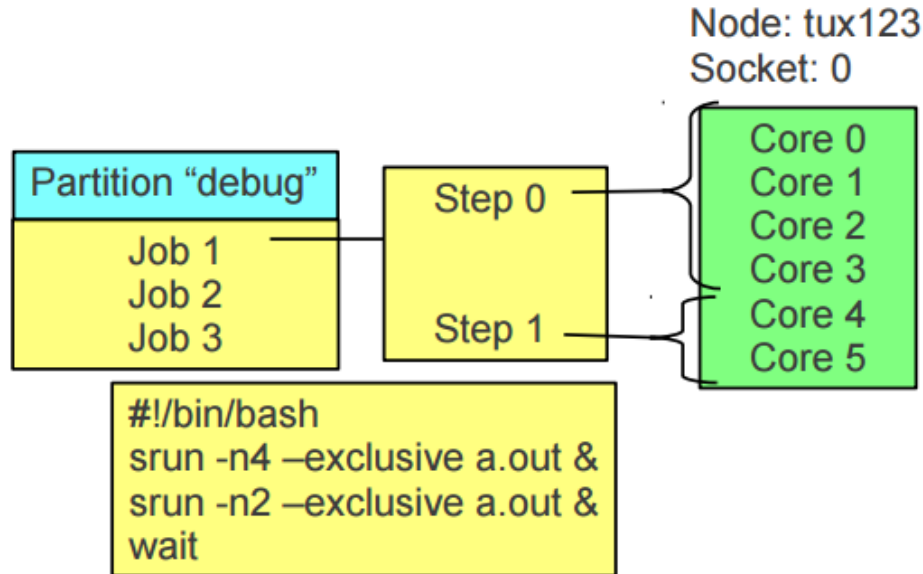 Node: tux123
Socket: 0
Partition “debug”
Job 1
Job 2
Job 3
Step 0
Step 1
Core 0
Core 1
Core 2
Core 3
Core 4
Core 5
#!/bin/bash
srun -n4 –exclusive a.out &
srun -n2 –exclusive a.out &
wait